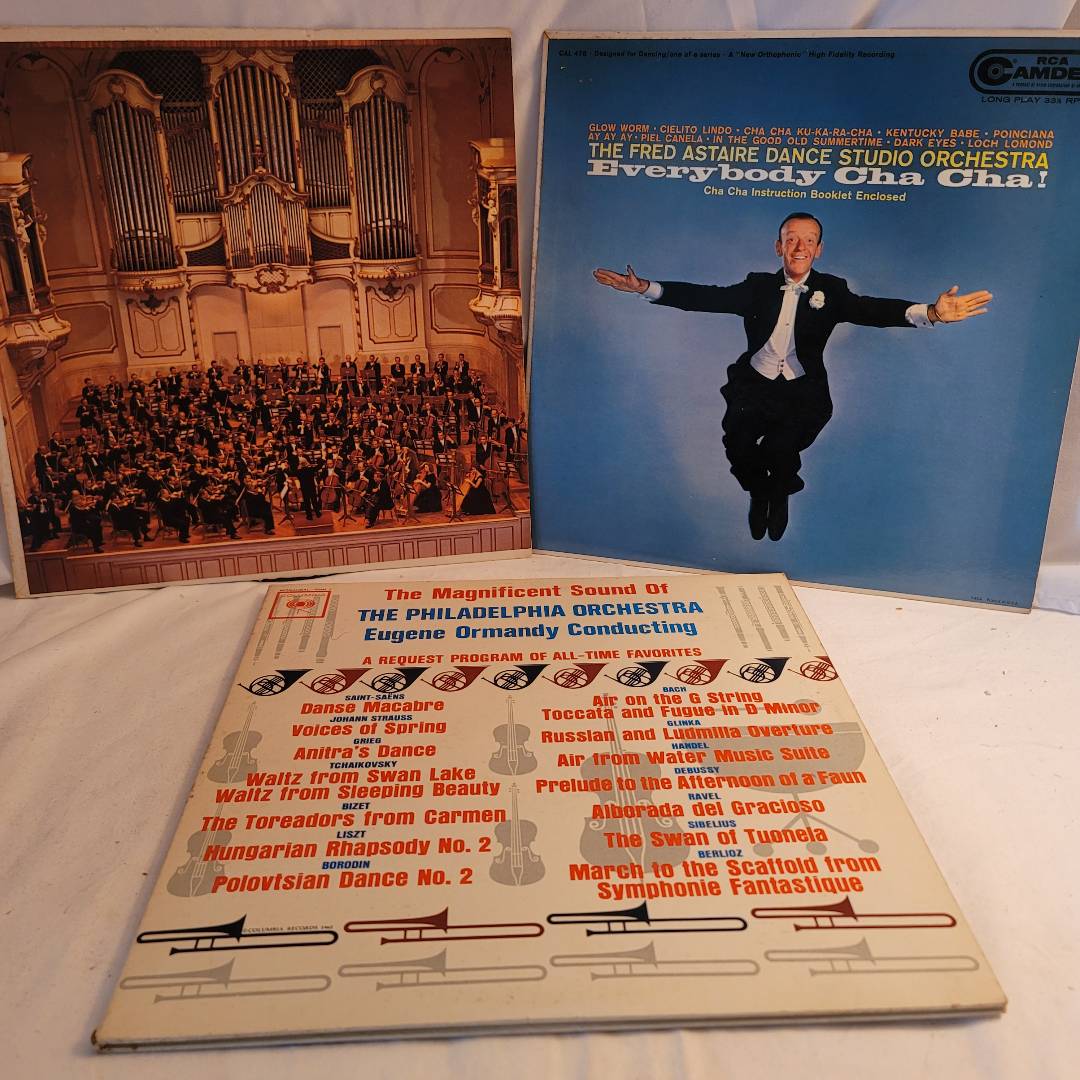 CAL 478 · Designed for Dancing/one of a series · A "New Orthophonic" High Fidelity Recording
RCA
CAMDE
LONG PLAY 33⅓ RP
GLOW WORM · CIELITO LINDO · CHA CHA KU-KA-RA-CHA · KENTUCKY BABE · POINCIANA
AY AY AY · PIEL CANELA · IN THE GOOD OLD SUMMERTIME · DARK EYES · LOCH LOMOND
THE FRED ASTAIRE DANCE STUDIO ORCHESTRA
Everybody Cha Cha!
Cha Cha Instruction Booklet Enclosed
The Magnificent Sound Of
THE PHILADELPHIA ORCHESTRA
Eugene Ormandy Conducting
A REQUEST PROGRAM OF ALL-TIME FAVORITES
SAINT-SAËNS
Danse Macabre
JOHANN STRAUSS
Voices of Spring
GRIEG
Anitra's Dance
TCHAIKOVSKY
Waltz from Swan Lake
Waltz from Sleeping Beauty
BIZET
The Toreadors from Carmen
LISZT
Hungarian Rhapsody No. 2
BORODIN
Polovtsian Dance No. 2
BACH
Air on the G String
Toccata and Fugue in D Minor
GLINKA
Russlan and Ludmilla Overture
HANDEL
Air from Water Music Suite
DEBUSSY
Prelude to the Afternoon of a Faun
RAVEL
Alborada del Gracioso
SIBELIUS
The Swan of Tuonela
BERLIOZ
March to the Scaffold from
Symphonie Fantastique
©COLUMBIA RECORDS